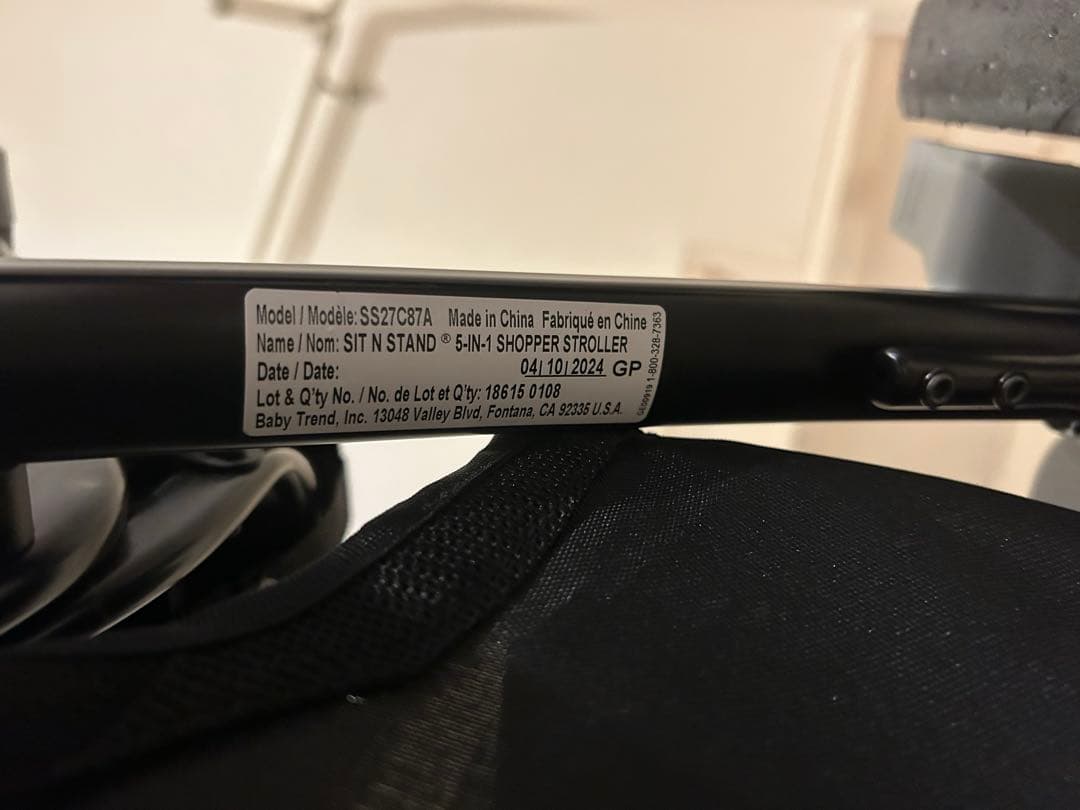 Model / Modèle: SS27C87A Made in China Fabriqué en Chine
Name / Nom: SIT N STAND ® 5-IN-1 SHOPPER STROLLER
Date / Date: 04| 10| 2024 GP
Lot & Q'ty No. / No. de Lot et Q'ty: 18615 0108
Baby Trend, Inc. 13048 Valley Blvd, Fontana, CA 92335 U.S.A.
1-800-328-7363